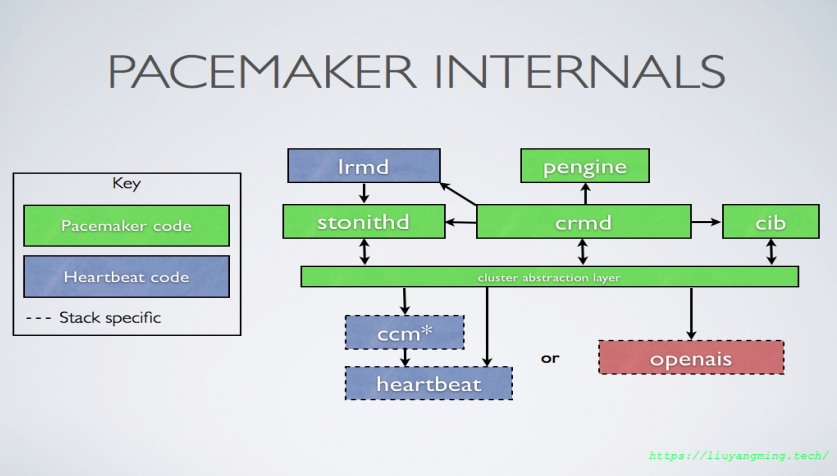 PACEMAKER INTERNALS
Key
Pacemaker code
Heartbeat code
--- Stack specific
lrmd
pengine
stonithd
crmd
cib
cluster abstraction layer
ccm*
heartbeat
or
openais
https://liuyangming.tech/